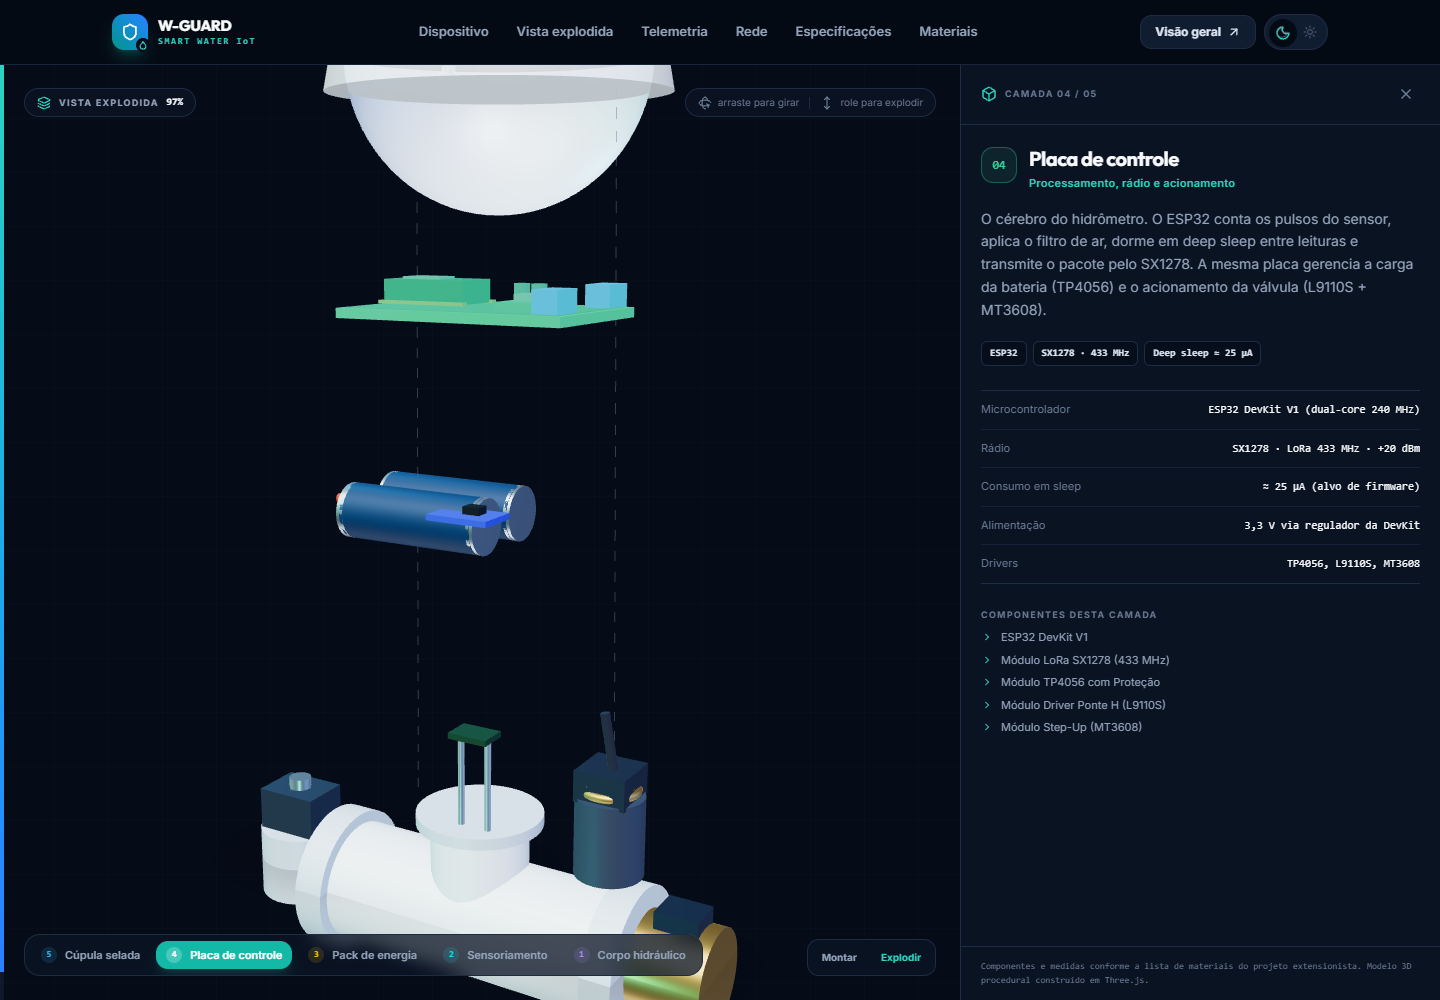 W-GUARD
SMART WATER IoT
Dispositivo
Vista explodida
Telemetria
Rede
Especificações
Materiais
Visão geral
VISTA EXPLODIDA 97%
arraste para girar
role para explodir
CAMADA 04 / 05
04
Placa de controle
Processamento, rádio e acionamento
O cérebro do hidrômetro. O ESP32 conta os pulsos do sensor,
aplica o filtro de ar, dorme em deep sleep entre leituras e
transmite o pacote pelo SX1278. A mesma placa gerencia a carga
da bateria (TP4056) e o acionamento da válvula (L9110S +
MT3608).
ESP32
SX1278 · 433 MHz
Deep sleep ≈ 25 µA
Microcontrolador ESP32 DevKit V1 (dual-core 240 MHz)
Rádio SX1278 · LoRa 433 MHz · +20 dBm
Consumo em sleep ≈ 25 µA (alvo de firmware)
Alimentação 3,3 V via regulador da DevKit
Drivers TP4056, L9110S, MT3608
COMPONENTES DESTA CAMADA
ESP32 DevKit V1
Módulo LoRa SX1278 (433 MHz)
Módulo TP4056 com Proteção
Módulo Driver Ponte H (L9110S)
Módulo Step-Up (MT3608)
5 Cúpula selada
4 Placa de controle
3 Pack de energia
2 Sensoriamento
1 Corpo hidráulico
Montar
Explodir
Componentes e medidas conforme a lista de materiais do projeto extensionista. Modelo 3D
procedural construído em Three.js.